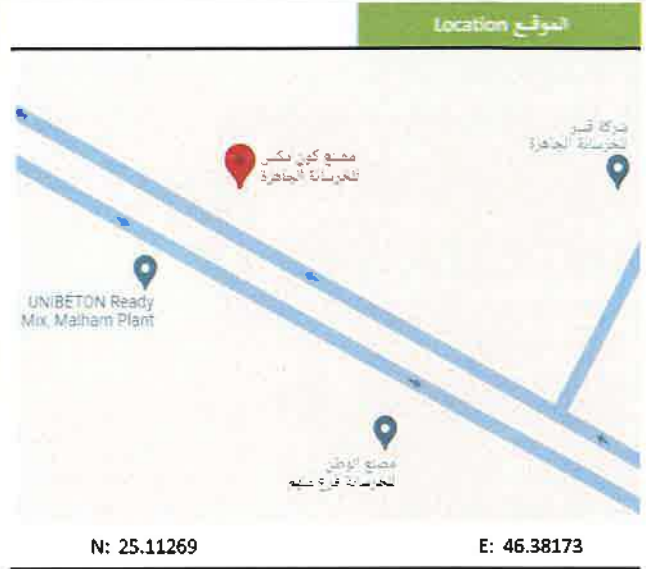 الموقع Location
شركة قسر
للخرسانة الجاهزة
مصنع كون مكس
للخرسانة الجاهزة
UNIBETON Ready
Mix, Malham Plant
مصنع الوطن
للخرسانة فرع ملهم
N: 25.11269
E: 46.38173